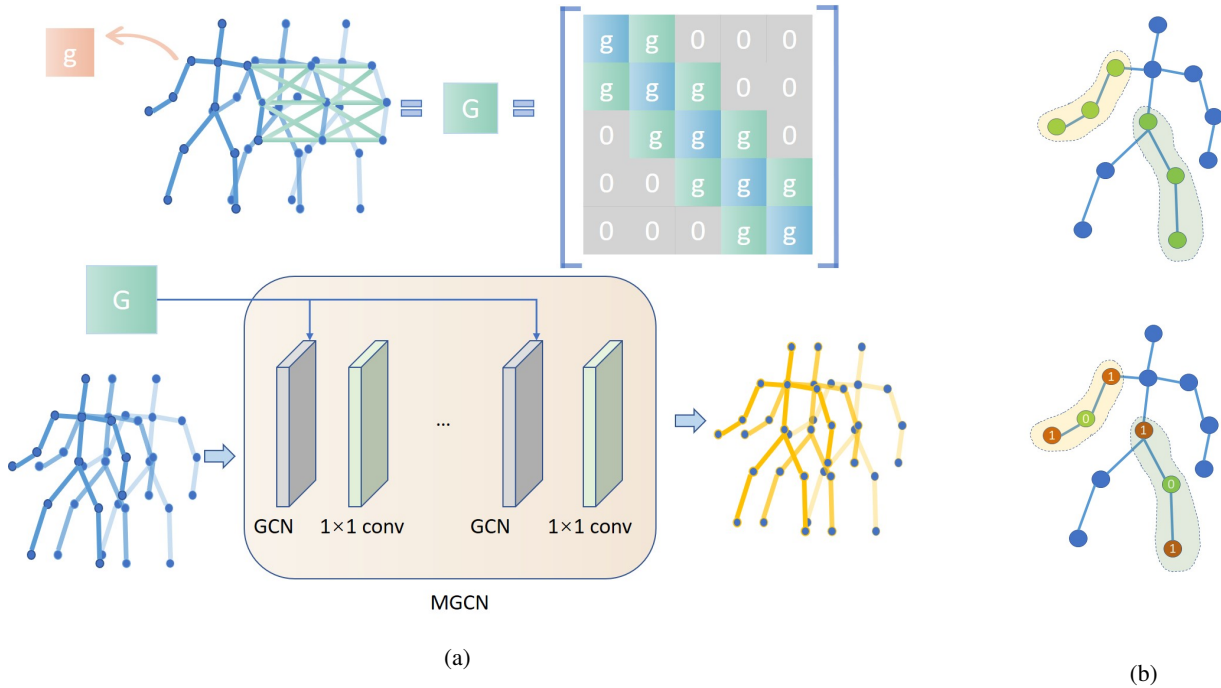 g
G
g g 0 0 0
g g g 0 0
0 g g g 0
0 0 g g g
0 0 0 g g
G
...
GCN 1×1 conv GCN 1×1 conv
MGCN
(a)
1
0
1
1
0
1
(b)